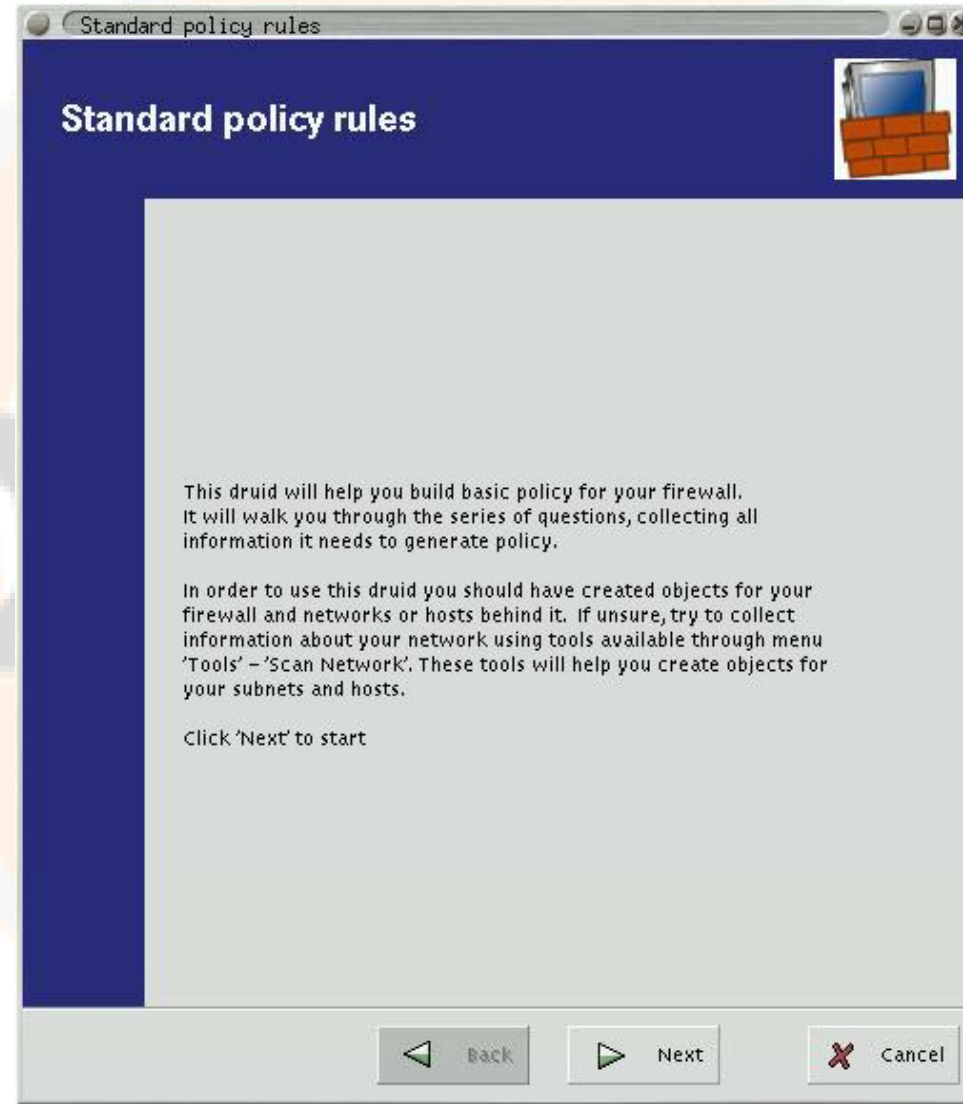 Standard policy rules
Standard policy rules
This druid will help you build basic policy for your firewall.
It will walk you through the series of questions, collecting all
information it needs to generate policy.
In order to use this druid you should have created objects for your
firewall and networks or hosts behind it. If unsure, try to collect
information about your network using tools available through menu
'Tools' – 'Scan Network'. These tools will help you create objects for
your subnets and hosts.
Click 'Next' to start
Back Next Cancel